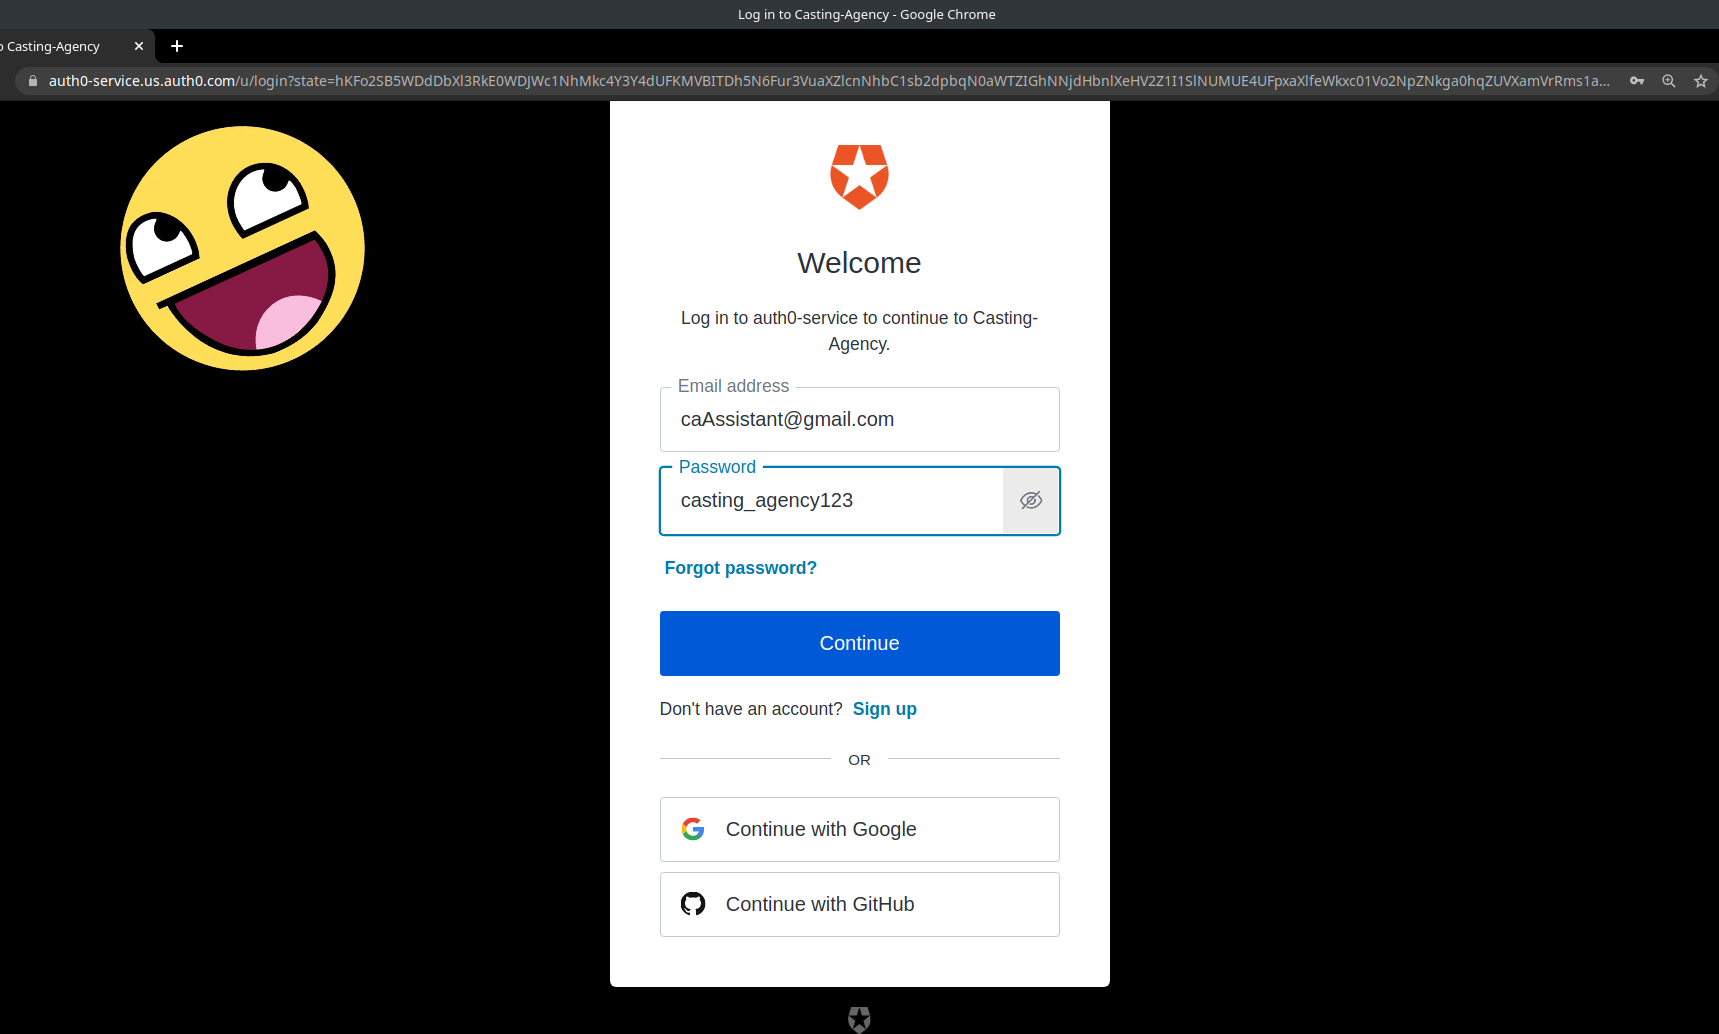 Log in to Casting-Agency - Google Chrome
o Casting-Agency
auth0-service.us.auth0.com/u/login?state=hKFo2SB5WDdDbXl3RkE0WDJWc1NhMkc4Y3Y4dUFKMVBITDh5N6Fur3VuaXZlcnNhbC1sb2dpbqN0aWTZIGhNNjdHbnlXeHV2Z1I1SlNUMUE4UFpxaXlfeWkxc01Vo2NpZNkga0hqZUVXamVrRms1a...
Welcome
Log in to auth0-service to continue to Casting-
Agency.
Email address
caAssistant@gmail.com
Password
casting_agency123
Forgot password?
Continue
Don't have an account? Sign up
OR
Continue with Google
Continue with GitHub